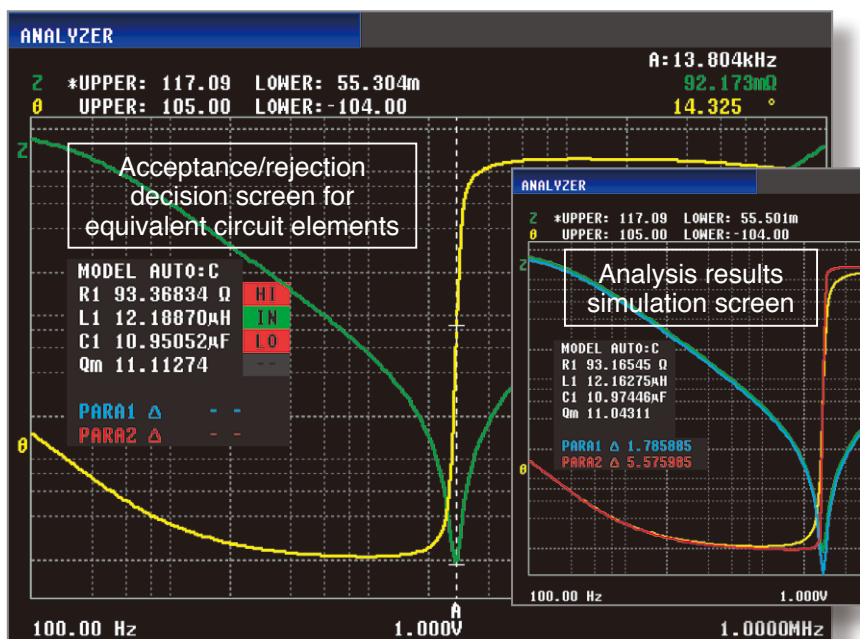 ANALYZER
A:13.804kHz
Z *UPPER: 117.09 LOWER: 55.304m 92.173mΩ
θ UPPER: 105.00 LOWER:-104.00 14.325 °
Z
Acceptance/rejection
decision screen for
equivalent circuit elements
MODEL AUTO:C
R1 93.36834 Ω HI
L1 12.18870μH IN
C1 10.95052μF LO
Qm 11.11274 --
PARA1 Δ - -
PARA2 Δ - -
θ
A
100.00 Hz 1.000V 1.0000MHz
ANALYZER
Z *UPPER: 117.09 LOWER: 55.501m
θ UPPER: 105.00 LOWER:-104.00
Z
Analysis results
simulation screen
MODEL AUTO:C
R1 93.16545 Ω
L1 12.16275μH
C1 10.97446μF
Qm 11.04311
PARA1 Δ 1.785885
PARA2 Δ 5.575985
θ
100.00 Hz 1.000V